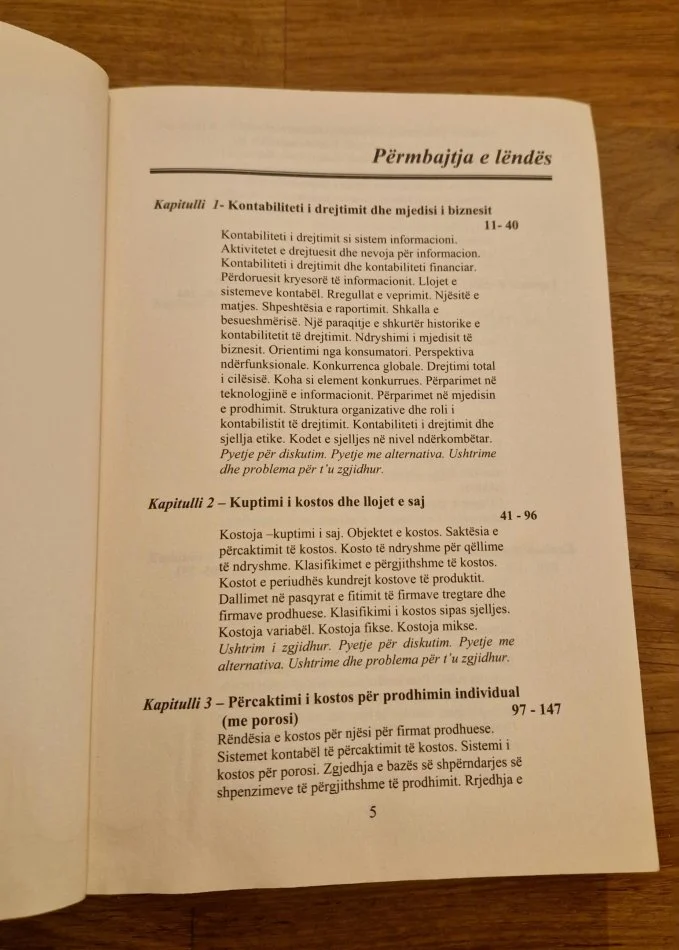 Përmbajtja e lëndës
Kapitulli 1- Kontabiliteti i drejtimit dhe mjedisi i biznesit
11- 40
Kontabiliteti i drejtimit si sistem informacioni.
Aktivitetet e drejtuesit dhe nevoja për informacion.
Kontabiliteti i drejtimit dhe kontabiliteti financiar.
Përdoruesit kryesorë të informacionit. Llojet e
sistemeve kontabël. Rregullat e veprimit. Njësitë e
matjes. Shpeshtësia e raportimit. Shkalla e
besueshmërisë. Një paraqitje e shkurtër historike e
kontabilitetit të drejtimit. Ndryshimi i mjedisit të
biznesit. Orientimi nga konsumatori. Perspektiva
ndërfunksionale. Konkurrenca globale. Drejtimi total
i cilësisë. Koha si element konkurrues. Përparimet në
teknologjinë e informacionit. Përparimet në mjedisin
e prodhimit. Struktura organizative dhe roli i
kontabilistit të drejtimit. Kontabiliteti i drejtimit dhe
sjellja etike. Kodet e sjelljes në nivel ndërkombëtar.
Pyetje për diskutim. Pyetje me alternativa. Ushtrime
dhe problema për t'u zgjidhur.
Kapitulli 2 – Kuptimi i kostos dhe llojet e saj
41 - 96
Kostoja –kuptimi i saj. Objektet e kostos. Saktësia e
përcaktimit të kostos. Kosto të ndryshme për qëllime
të ndryshme. Klasifikimet e përgjithshme të kostos.
Kostot e periudhës kundrejt kostove të produktit.
Dallimet në pasqyrat e fitimit të firmave tregtare dhe
firmave prodhuese. Klasifikimi i kostos sipas sjelljes.
Kostoja variabël. Kostoja fikse. Kostoja mikse.
Ushtrim i zgjidhur. Pyetje për diskutim. Pyetje me
alternativa. Ushtrime dhe problema për t'u zgjidhur.
Kapitulli 3 – Përcaktimi i kostos për prodhimin individual
(me porosi) 97 - 147
Rëndësia e kostos për njësi për firmat prodhuese.
Sistemet kontabël të përcaktimit të kostos. Sistemi i
kostos për porosi. Zgjedhja e bazës së shpërndarjes së
shpenzimeve të përgjithshme të prodhimit. Rrjedhja e
5